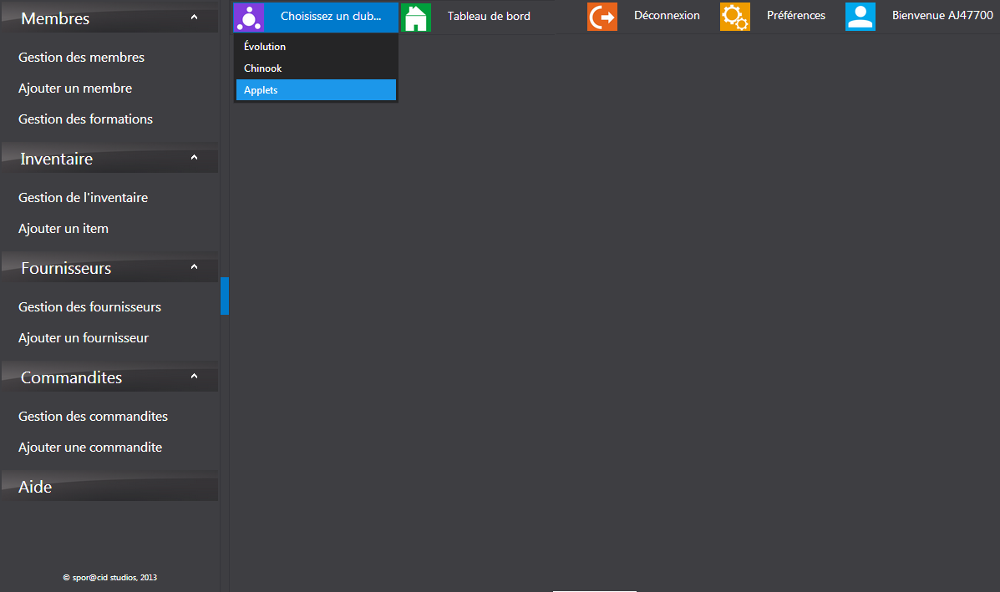 Membres
Gestion des membres
Ajouter un membre
Gestion des formations
Inventaire
Gestion de l'inventaire
Ajouter un item
Fournisseurs
Gestion des fournisseurs
Ajouter un fournisseur
Commandites
Gestion des commandites
Ajouter une commandite
Aide
© spor@cid studios, 2013
Choisissez un club...
Évolution
Chinook
Applets
Tableau de bord
Déconnexion
Préférences
Bienvenue AJ47700